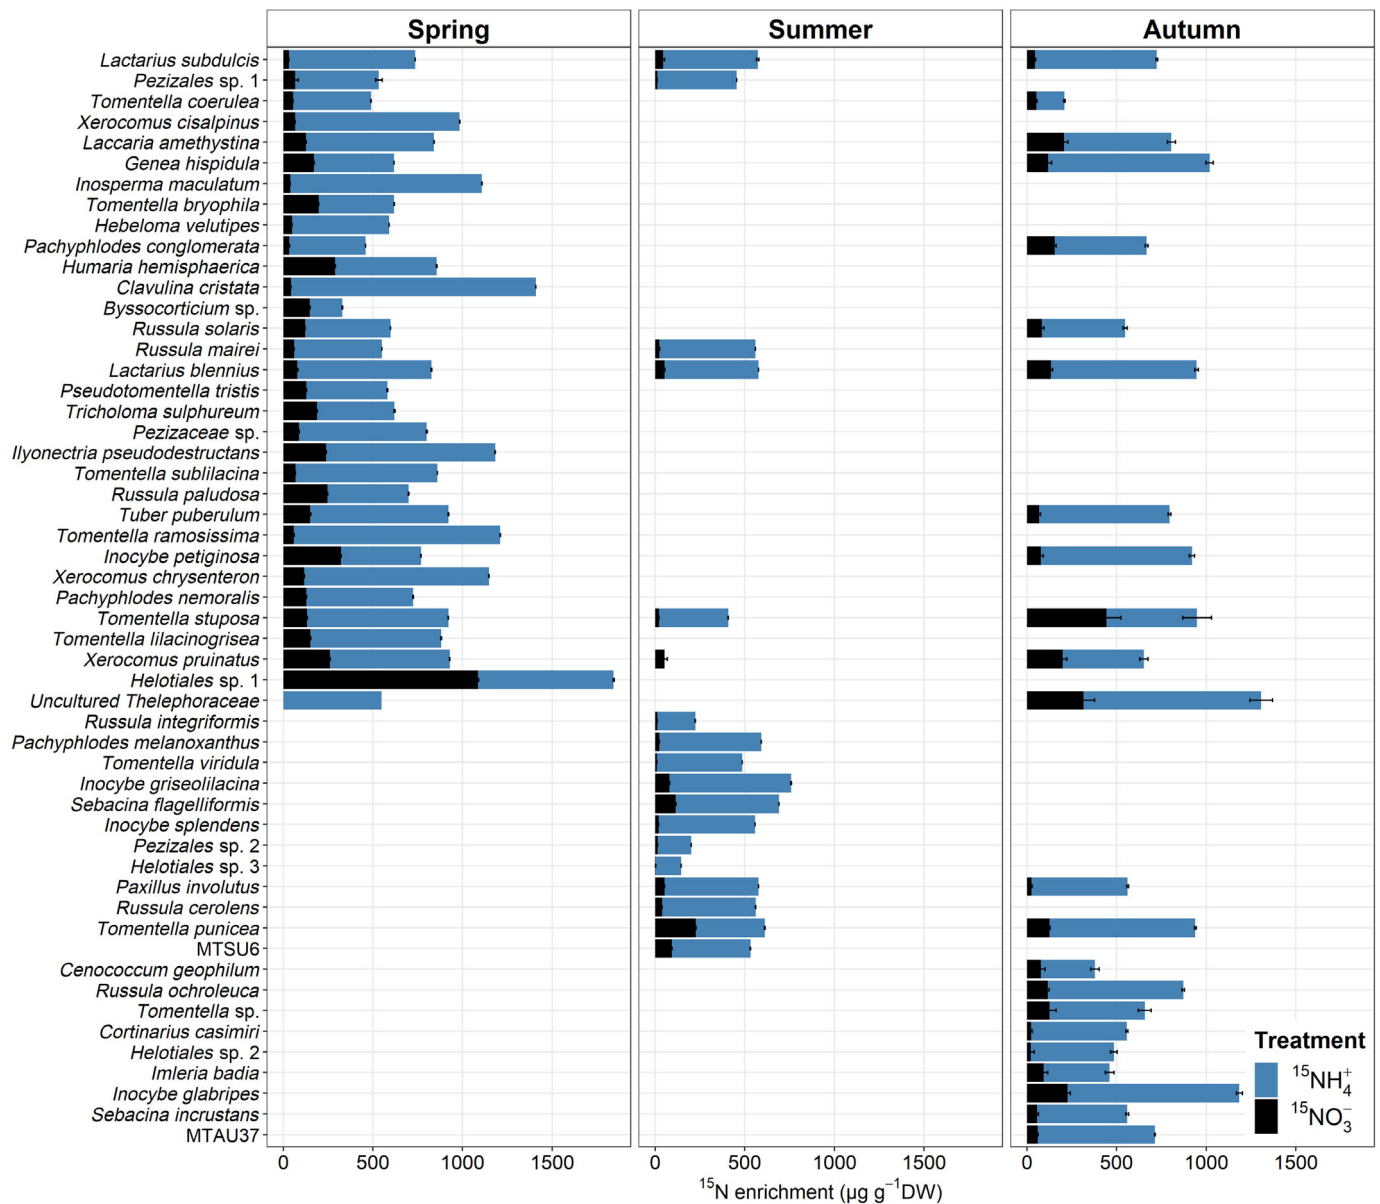 Spring Summer Autumn
Lactarius subdulcis
Pezizales sp. 1
Tomentella coerulea
Xerocomus cisalpinus
Laccaria amethystina
Genea hispidula
Inosperma maculatum
Tomentella bryophila
Hebeloma velutipes
Pachyphlodes conglomerata
Humaria hemisphaerica
Clavulina cristata
Byssocorticium sp.
Russula solaris
Russula mairei
Lactarius blennius
Pseudotomentella tristis
Tricholoma sulphureum
Pezizaceae sp.
Ilyonectria pseudodestructans
Tomentella sublilacina
Russula paludosa
Tuber puberulum
Tomentella ramosissima
Inocybe petiginosa
Xerocomus chrysenteron
Pachyphlodes nemoralis
Tomentella stuposa
Tomentella lilacinogrisea
Xerocomus pruinatus
Helotiales sp. 1
Uncultured Thelephoraceae
Russula integriformis
Pachyphlodes melanoxanthus
Tomentella viridula
Inocybe griseolilacina
Sebacina flagelliformis
Inocybe splendens
Pezizales sp. 2
Helotiales sp. 3
Paxillus involutus
Russula cerolens
Tomentella punicea
MTSU6
Cenococcum geophilum
Russula ochroleuca
Tomentella sp.
Cortinarius casimiri
Helotiales sp. 2
Imleria badia
Inocybe glabripes
Sebacina incrustans
MTAU37
Treatment
¹⁵NH₄⁺
¹⁵NO₃⁻
0 500 1000 1500 0 500 1000 1500 0 500 1000 1500
¹⁵N enrichment (µg g⁻¹DW)